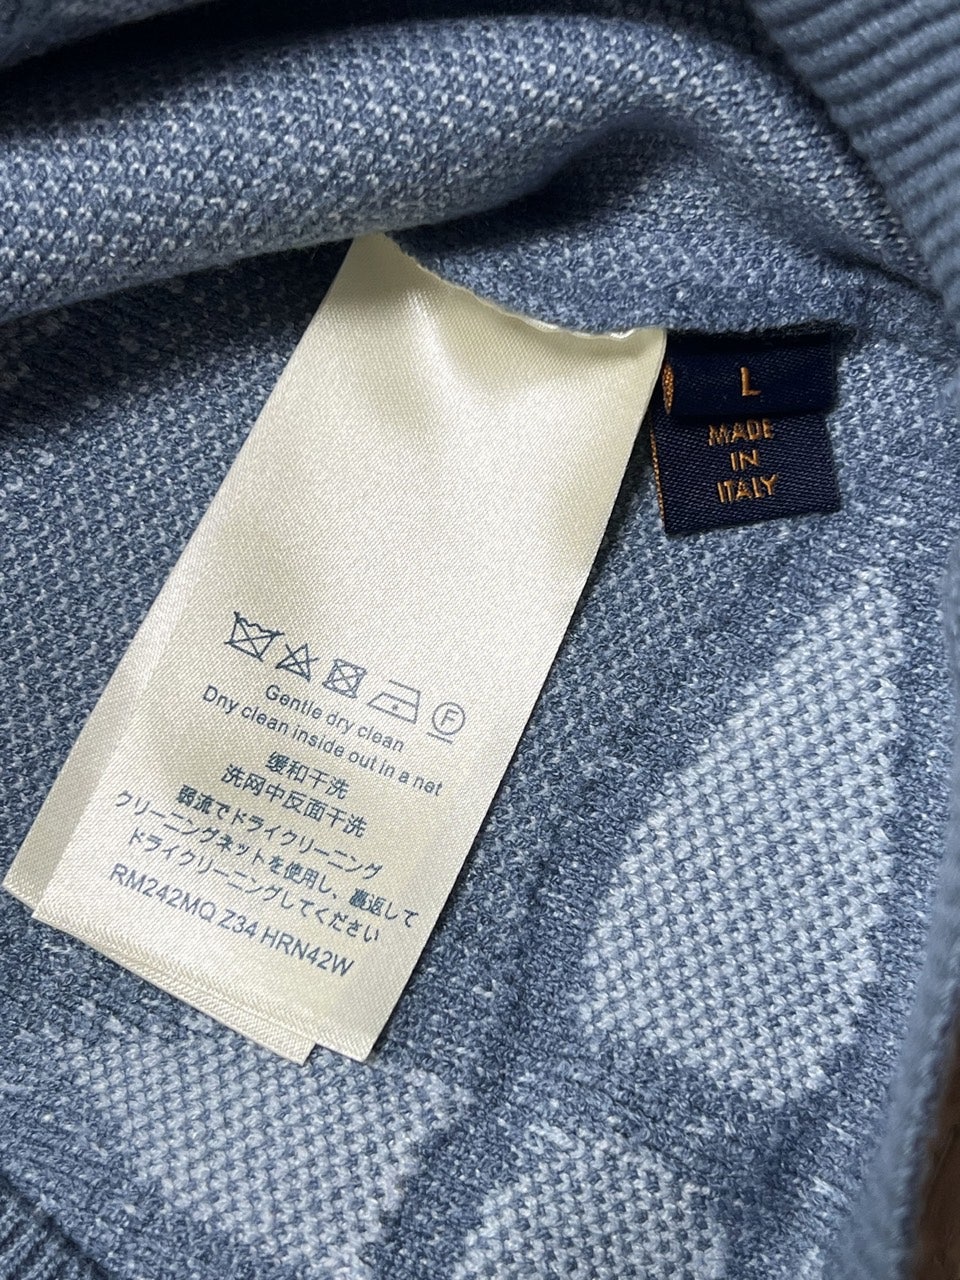 L
MADE
IN
ITALY
F
Gentle dry clean
Dny clean inside out in a net
缓和干洗
洗网中反面干洗
弱流でドライクリーニング
クリーニングネットを使用し、裏返して
ドライクリーニングしてください
RM242MQ Z34 HRN42W